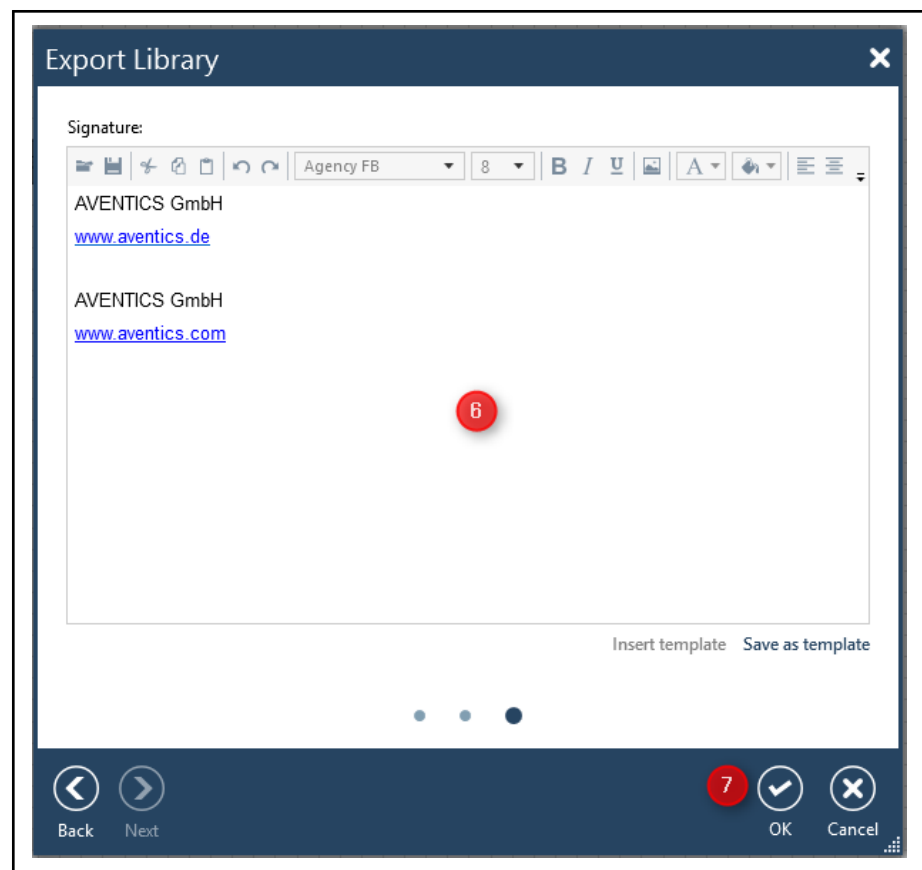 Export Library
Signature:
Agency FB 8 B I U A
AVENTICS GmbH
www.aventics.de
AVENTICS GmbH
www.aventics.com
6
Insert template Save as template
7
Back Next OK Cancel